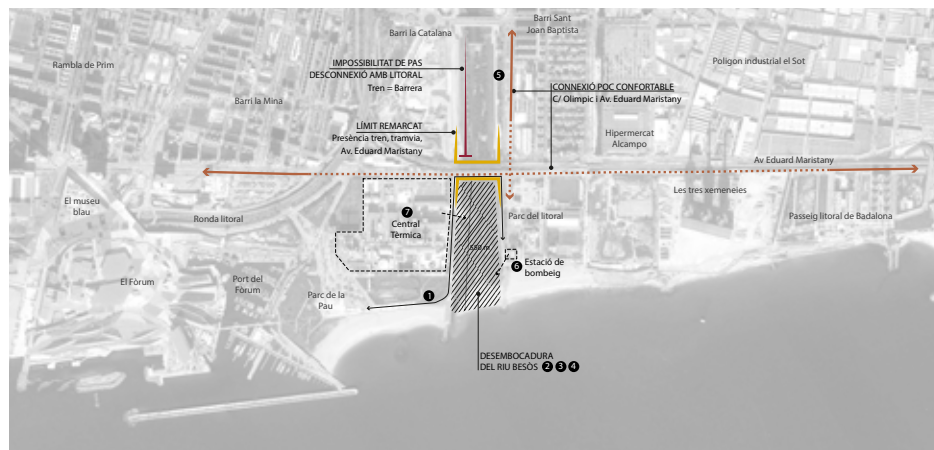 Barri la Catalana
Barri Sant
Joan Baptista
Rambla de Prim
IMPOSSIBILITAT DE PAS
DESCONNEXIÓ AMB LITORAL
Tren = Barrera
5
Poligon industrial el Sot
CONNEXIÓ POC CONFORTABLE
C/ Olimpic i Av. Eduard Maristany
Barri la Mina
LÍMIT REMARCAT
Presència tren, tramvia,
Av. Eduard Maristany
Hipermercat
Alcampo
Av Eduard Maristany
El museu
blau
Ronda litoral
7
Central
Tèrmica
Parc del litoral
Les tres xemeneies
Passeig litoral de Badalona
6
Estació de
bombeig
El Fòrum
Port del
Fòrum
Parc de la
Pau
1
DESEMBOCADURA
DEL RIU BESÒS 2 3 4